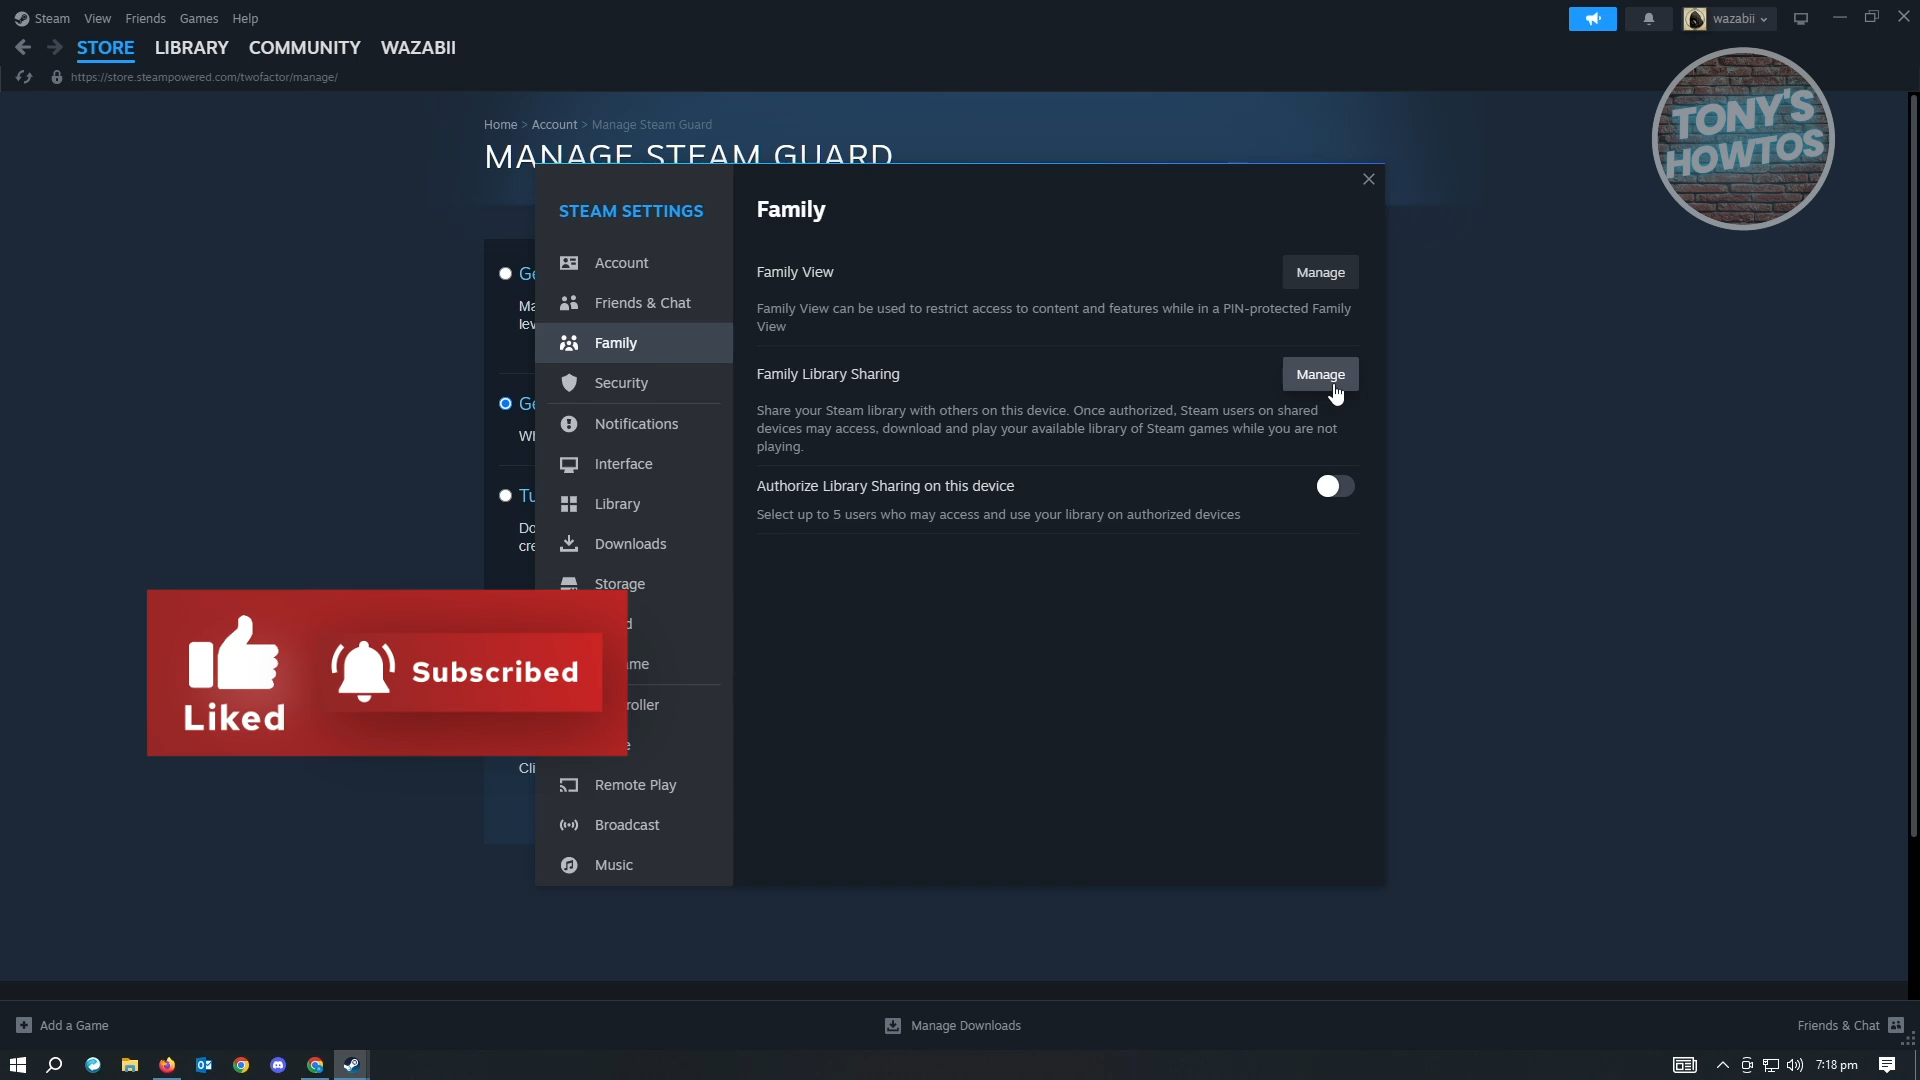 Steam View Friends Games Help
wazabii
STORE LIBRARY COMMUNITY WAZABII
https://store.steampowered.com/twofactor/manage/
TONY'S
HOWTOS
Home > Account > Manage Steam Guard
MANAGE STEAM GUARD
STEAM SETTINGS
Account
Friends & Chat
Family
Security
Notifications
Interface
Library
Downloads
Storage
Remote Play
Broadcast
Music
Family
Family View
Manage
Family View can be used to restrict access to content and features while in a PIN-protected Family
View
Family Library Sharing
Manage
Share your Steam library with others on this device. Once authorized, Steam users on shared
devices may access, download and play your available library of Steam games while you are not
playing.
Authorize Library Sharing on this device
Select up to 5 users who may access and use your library on authorized devices
Liked
Subscribed
Add a Game
Manage Downloads
Friends & Chat
7:18 pm